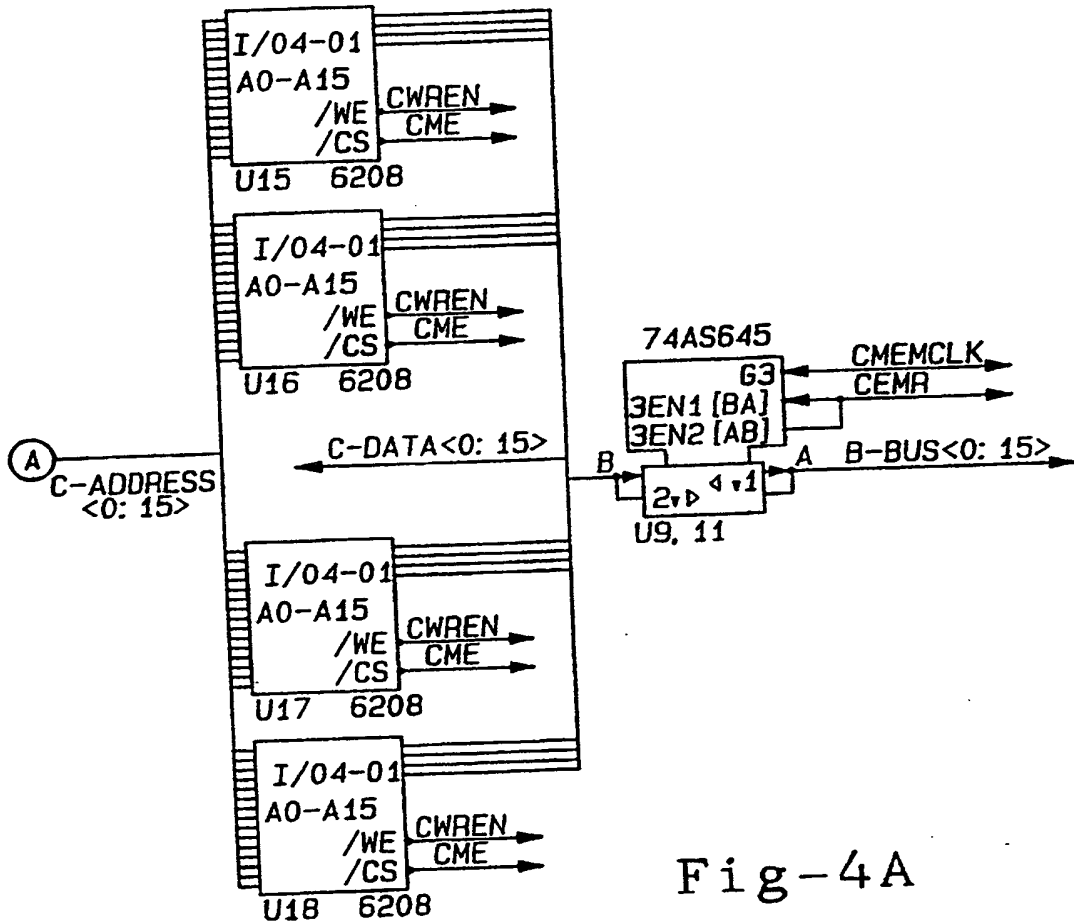 I/04-01
A0-A15
/WE
/CS
CWREN
CME
U15 6208
I/04-01
A0-A15
/WE
/CS
CWREN
CME
U16 6208
A
C-ADDRESS
<0: 15>
C-DATA<0: 15>
74AS645
G3
3EN1 [BA]
3EN2 [AB]
CMEMCLK
CEMR
B
A
B-BUS<0: 15>
2▾▷
◁▾1
U9, 11
I/04-01
A0-A15
/WE
/CS
CWREN
CME
U17 6208
I/04-01
A0-A15
/WE
/CS
CWREN
CME
U18 6208
Fig-4A